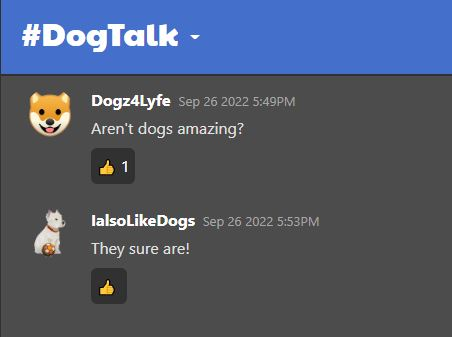 #DogTalk
Dogz4Lyfe Sep 26 2022 5:49PM
Aren't dogs amazing?
👍 1
IalsoLikeDogs Sep 26 2022 5:53PM
They sure are!
👍